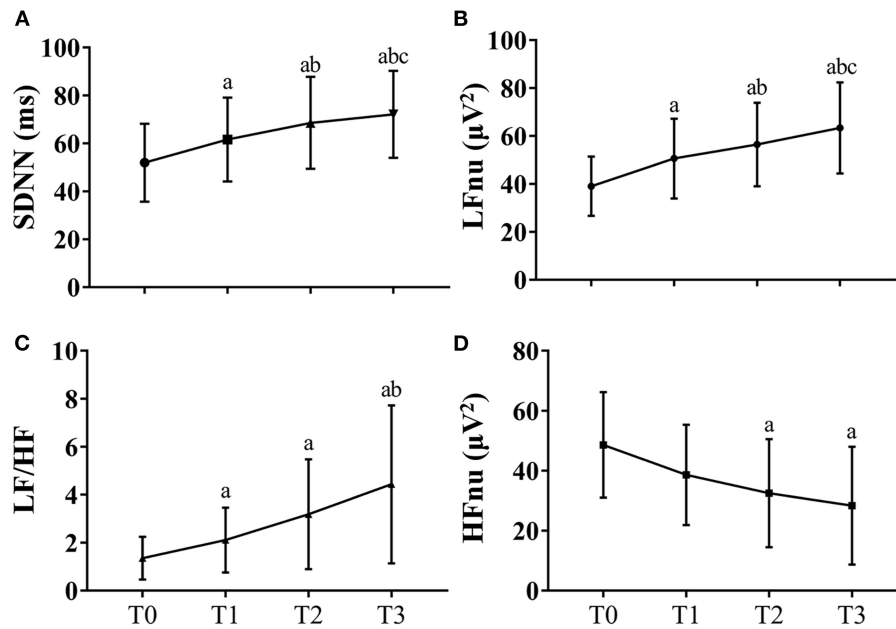 A
SDNN (ms)
100
80
60
40
20
0
a
ab
abc
B
LFnu (µV²)
100
80
60
40
20
0
a
ab
abc
C
LF/HF
10
8
6
4
2
0
a
a
ab
T0 T1 T2 T3
D
HFnu (µV²)
80
60
40
20
0
a
a
T0 T1 T2 T3